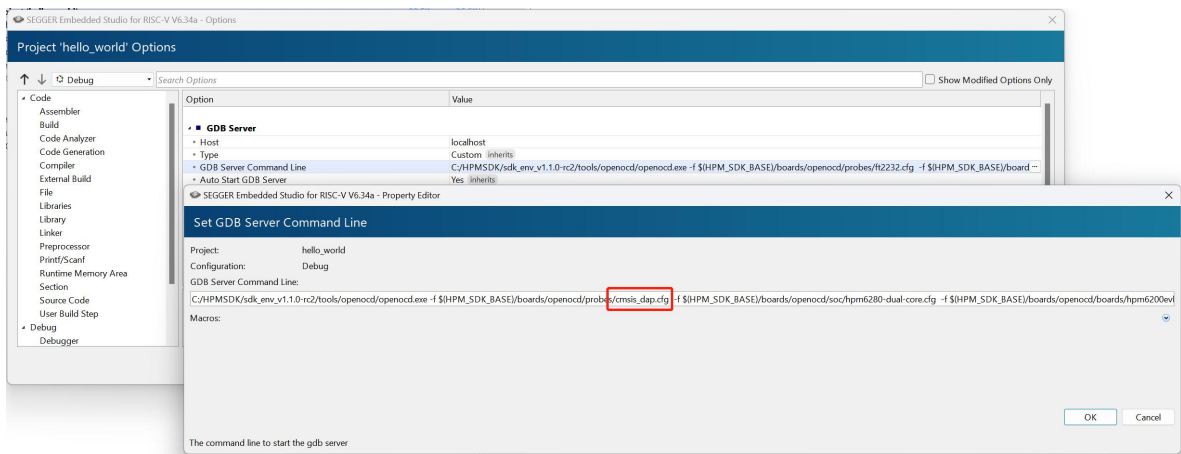 SEGGER Embedded Studio for RISC-V V6.34a - Options
Project 'hello_world' Options
Debug
Search Options
Show Modified Options Only
Code
Assembler
Build
Code Analyzer
Code Generation
Compiler
External Build
File
Libraries
Library
Linker
Preprocessor
Printf/Scanf
Runtime Memory Area
Section
Source Code
User Build Step
Debug
Debugger
Option Value
GDB Server
Host localhost
Type Custom inherits
GDB Server Command Line C:/HPMSDK/sdk_env_v1.1.0-rc2/tools/openocd/openocd.exe -f $(HPM_SDK_BASE)/boards/openocd/probes/ft2232.cfg -f $(HPM_SDK_BASE)/board ...
Auto Start GDB Server Yes inherits
SEGGER Embedded Studio for RISC-V V6.34a - Property Editor
Set GDB Server Command Line
Project: hello_world
Configuration: Debug
GDB Server Command Line:
C:/HPMSDK/sdk_env_v1.1.0-rc2/tools/openocd/openocd.exe -f $(HPM_SDK_BASE)/boards/openocd/probes/cmsis_dap.cfg -f $(HPM_SDK_BASE)/boards/openocd/soc/hpm6280-dual-core.cfg -f $(HPM_SDK_BASE)/boards/openocd/boards/hpm6200evl
Macros:
OK Cancel
The command line to start the gdb server